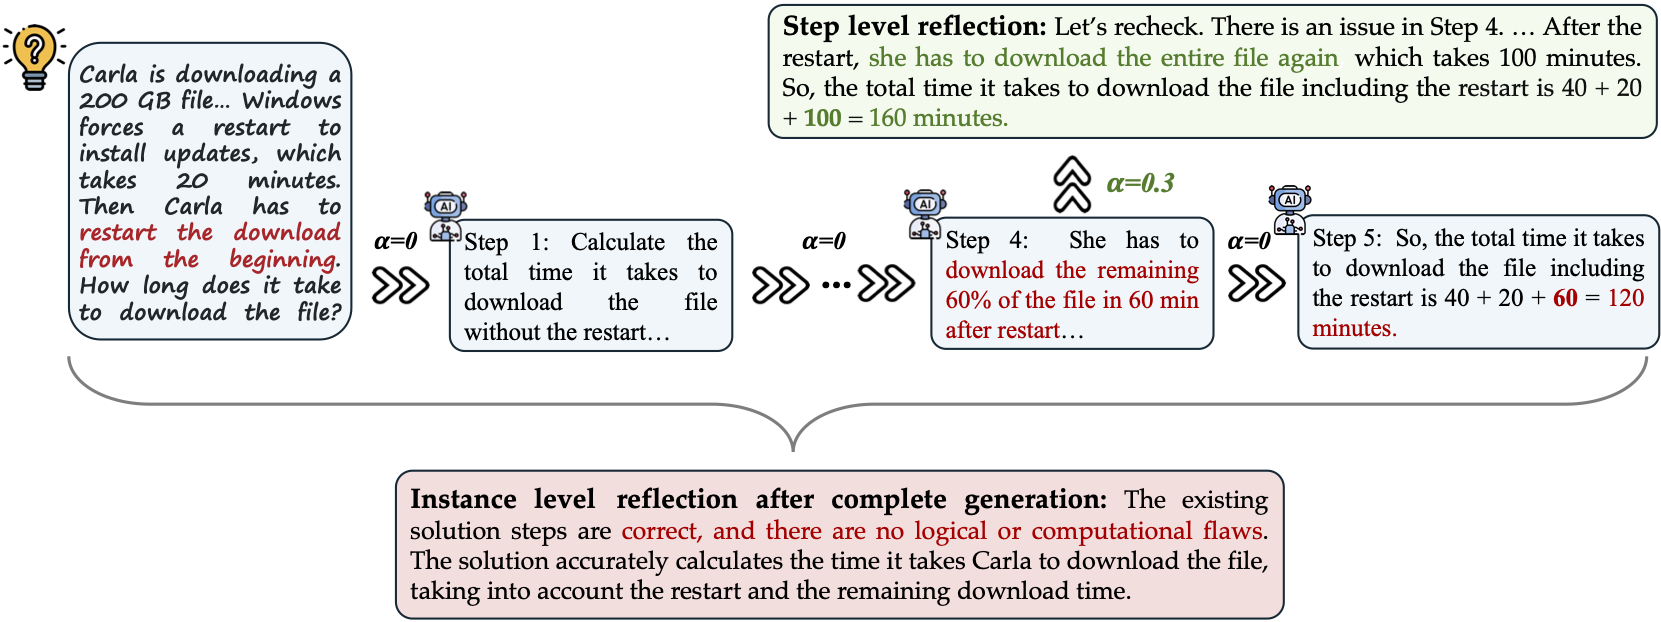 Carla is downloading a
200 GB file... Windows
forces a restart to
install updates, which
takes 20 minutes.
Then Carla has to
restart the download
from the beginning.
How long does it take
to download the file?
α=0
AI
Step 1: Calculate the
total time it takes to
download the file
without the restart…
α=0
...
AI
Step 4: She has to
download the remaining
60% of the file in 60 min
after restart…
α=0.3
Step level reflection: Let's recheck. There is an issue in Step 4. … After the
restart, she has to download the entire file again which takes 100 minutes.
So, the total time it takes to download the file including the restart is 40 + 20
+ 100 = 160 minutes.
α=0
AI
Step 5: So, the total time it takes
to download the file including
the restart is 40 + 20 + 60 = 120
minutes.
Instance level reflection after complete generation: The existing
solution steps are correct, and there are no logical or computational flaws.
The solution accurately calculates the time it takes Carla to download the file,
taking into account the restart and the remaining download time.